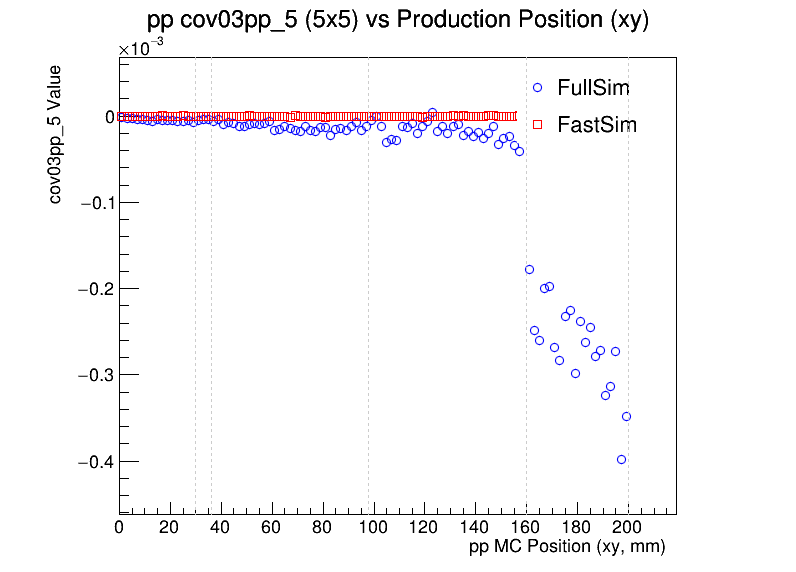 pp cov03pp_5 (5x5) vs Production Position (xy)
×10⁻³
cov03pp_5 Value
FullSim
FastSim
0
−0.1
−0.2
−0.3
−0.4
0 20 40 60 80 100 120 140 160 180 200
pp MC Position (xy, mm)